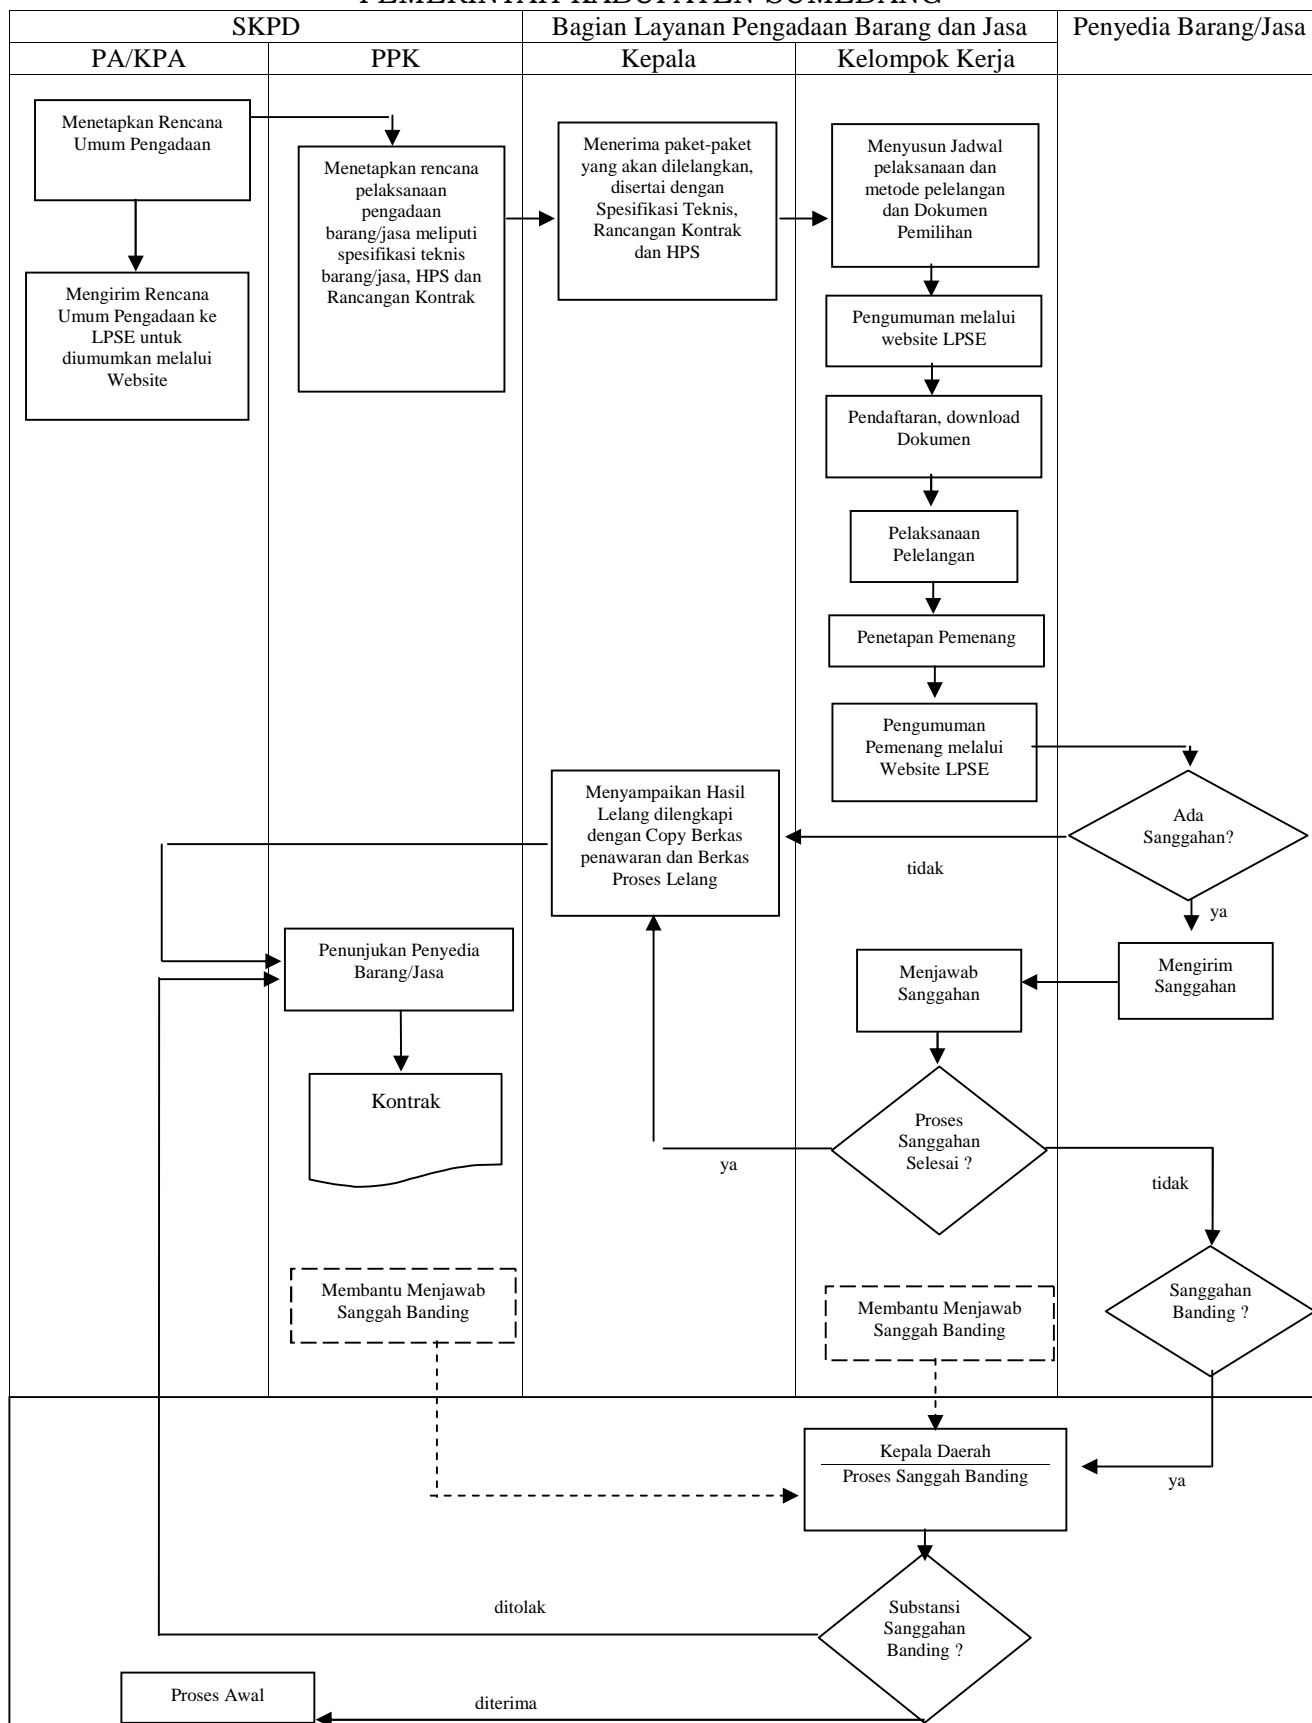 PEMERINTAH KABUPATEN SUMEDANG
SKPD
Bagian Layanan Pengadaan Barang dan Jasa
Penyedia Barang/Jasa
PA/KPA
PPK
Kepala
Kelompok Kerja
Menetapkan Rencana
Umum Pengadaan
Mengirim Rencana
Umum Pengadaan ke
LPSE untuk
diumumkan melalui
Website
Menetapkan rencana
pelaksanaan
pengadaan
barang/jasa meliputi
spesifikasi teknis
barang/jasa, HPS dan
Rancangan Kontrak
Menerima paket-paket
yang akan dilelangkan,
disertai dengan
Spesifikasi Teknis,
Rancangan Kontrak
dan HPS
Menyusun Jadwal
pelaksanaan dan
metode pelelangan
dan Dokumen
Pemilihan
Pengumuman melalui
website LPSE
Pendaftaran, download
Dokumen
Pelaksanaan
Pelelangan
Penetapan Pemenang
Pengumuman
Pemenang melalui
Website LPSE
Ada
Sanggahan?
tidak
ya
Menyampaikan Hasil
Lelang dilengkapi
dengan Copy Berkas
penawaran dan Berkas
Proses Lelang
Mengirim
Sanggahan
Menjawab
Sanggahan
Penunjukan Penyedia
Barang/Jasa
Kontrak
Proses
Sanggahan
Selesai ?
ya
tidak
Sanggahan
Banding ?
Membantu Menjawab
Sanggah Banding
Membantu Menjawab
Sanggah Banding
Kepala Daerah
Proses Sanggah Banding
ya
Substansi
Sanggahan
Banding ?
ditolak
diterima
Proses Awal